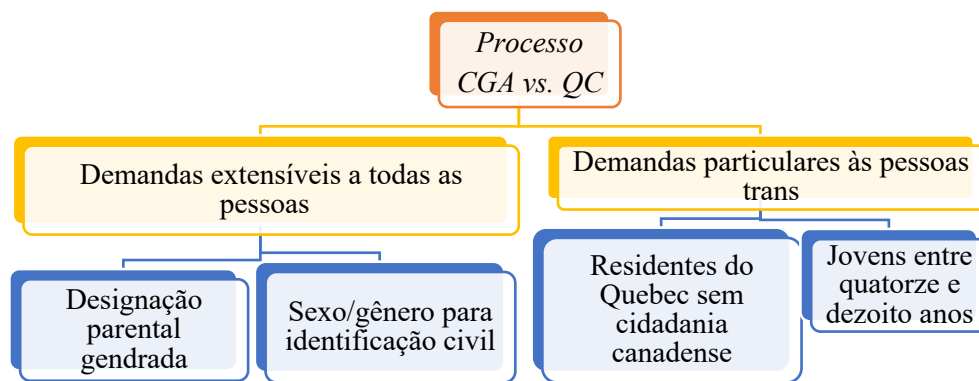 Processo
CGA vs. QC
Demandas extensíveis a todas as
pessoas
Demandas particulares às pessoas
trans
Designação
parental
gendrada
Sexo/gênero para
identificação civil
Residentes do
Quebec sem
cidadania
canadense
Jovens entre
quatorze e
dezoito anos